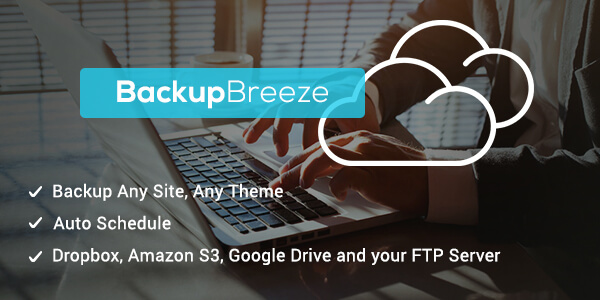 BackupBreeze
Backup Any Site, Any Theme
Auto Schedule
Dropbox, Amazon S3, Google Drive and your FTP Server